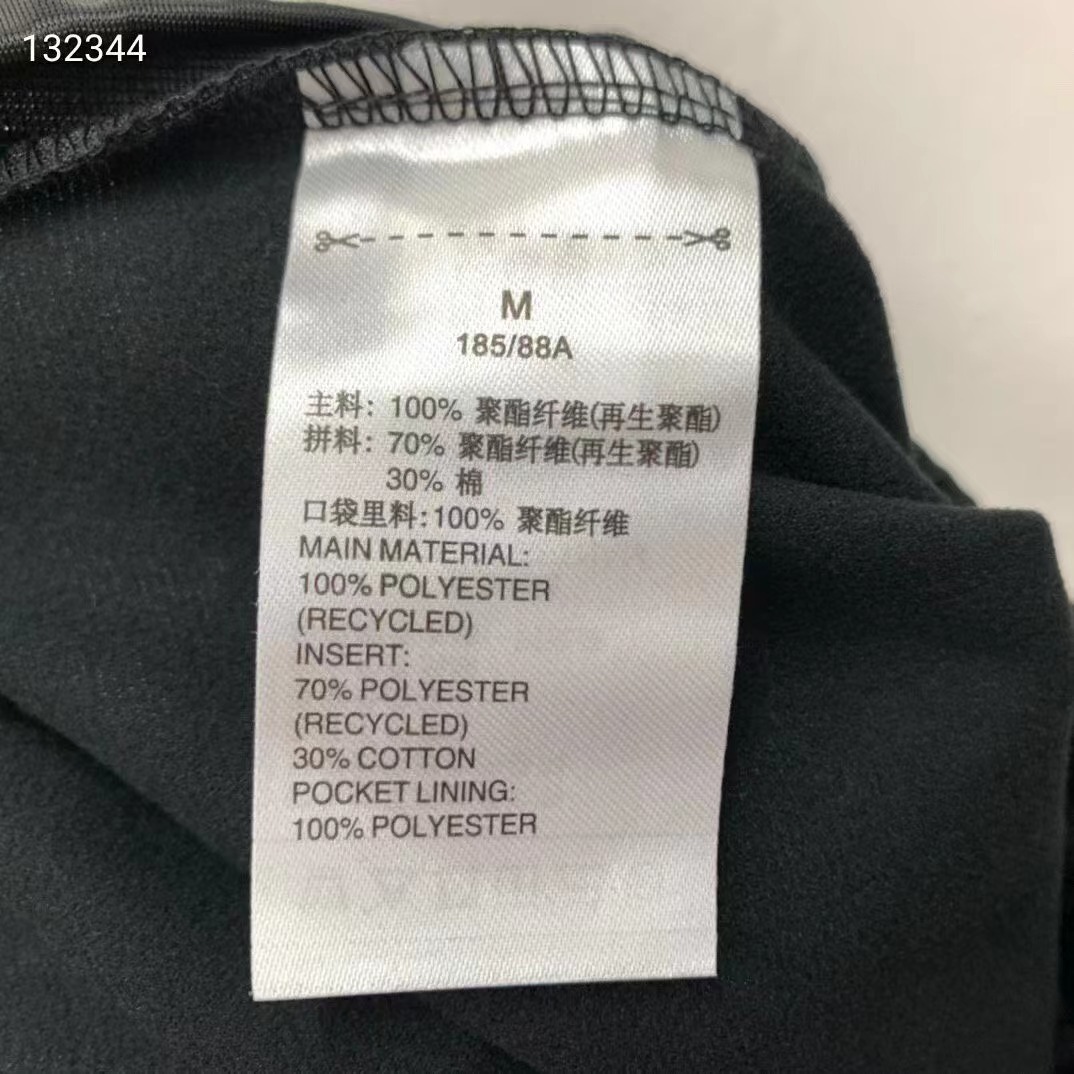 132344
M
185/88A
主料: 100% 聚酯纤维(再生聚酯)
拼料: 70% 聚酯纤维(再生聚酯)
30% 棉
口袋里料:100% 聚酯纤维
MAIN MATERIAL:
100% POLYESTER
(RECYCLED)
INSERT:
70% POLYESTER
(RECYCLED)
30% COTTON
POCKET LINING:
100% POLYESTER